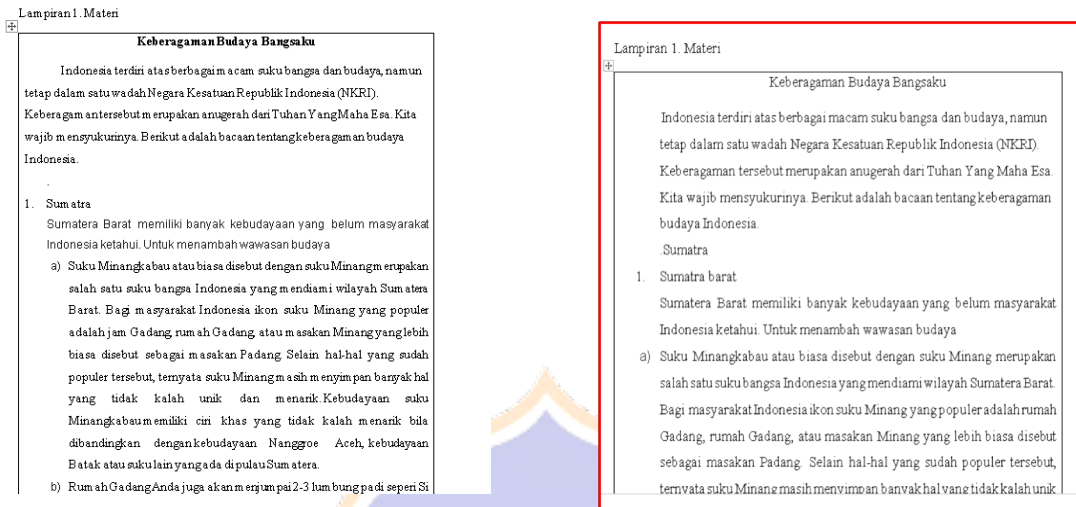 Lampiran 1. Materi
Keberagaman Budaya Bangsaku
Indonesia terdiri atas berbagai macam suku bangsa dan budaya, namun
tetap dalam satu wadah Negara Kesatuan Republik Indonesia (NKRI).
Keberagam antersebut merupakan anugerah dari Tuhan Yang Maha Esa. Kita
wajib mensyukurinya. Berikut adalah bacaan tentang keberagaman budaya
Indonesia.
.
1. Sumatra
Sumatera Barat memiliki banyak kebudayaan yang belum masyarakat
Indonesia ketahui. Untuk menambah wawasan budaya
a) Suku Minangkabau atau biasa disebut dengan suku Minang merupakan
salah satu suku bangsa Indonesia yang mendiami wilayah Sumatera
Barat. Bagi masyarakat Indonesia ikon suku Minang yang populer
adalah jam Gadang, rumah Gadang, atau masakan Minang yang lebih
biasa disebut sebagai masakan Padang. Selain hal-hal yang sudah
populer tersebut, ternyata suku Minang masih menyimpan banyak hal
yang tidak kalah unik dan menarik. Kebudayaan suku
Minangkabau memiliki ciri khas yang tidak kalah menarik bila
dibandingkan dengan kebudayaan Nanggroe Aceh, kebudayaan
Batak atau suku lain yang ada di pulau Sumatera.
b) Rumah Gadang Anda juga akan menjumpai 2-3 lumbung padi seperi Si
Lampiran 1. Materi
Keberagaman Budaya Bangsaku
Indonesia terdiri atas berbagai macam suku bangsa dan budaya, namun
tetap dalam satu wadah Negara Kesatuan Republik Indonesia (NKRI).
Keberagaman tersebut merupakan anugerah dari Tuhan Yang Maha Esa.
Kita wajib mensyukurinya. Berikut adalah bacaan tentang keberagaman
budaya Indonesia.
.Sumatra
1. Sumatra barat
Sumatera Barat memiliki banyak kebudayaan yang belum masyarakat
Indonesia ketahui. Untuk menambah wawasan budaya
a) Suku Minangkabau atau biasa disebut dengan suku Minang merupakan
salah satu suku bangsa Indonesia yang mendiami wilayah Sumatera Barat.
Bagi masyarakat Indonesia ikon suku Minang yang populer adalah rumah
Gadang, rumah Gadang, atau masakan Minang yang lebih biasa disebut
sebagai masakan Padang. Selain hal-hal yang sudah populer tersebut,
ternyata suku Minang masih menyimpan banyak hal yang tidak kalah unik